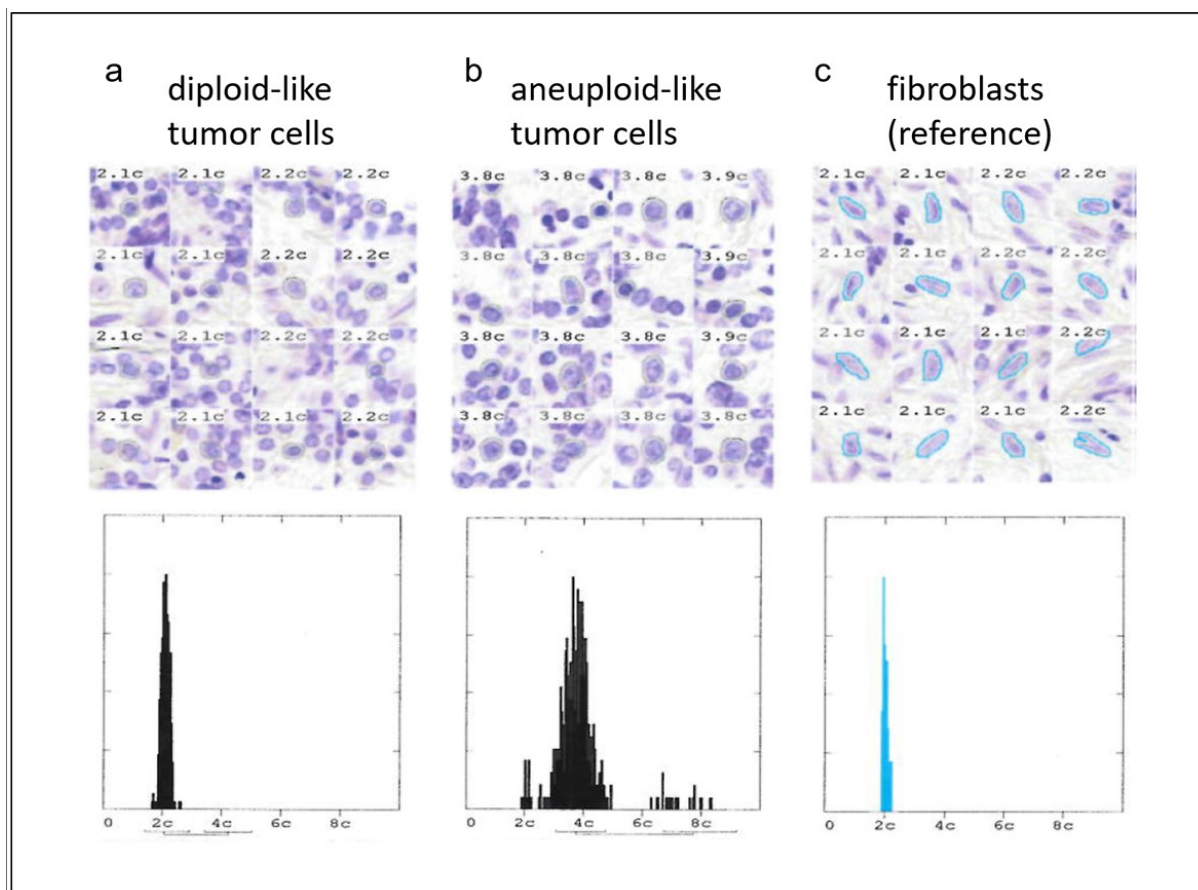 a
diploid-like
tumor cells
b
aneuploid-like
tumor cells
c
fibroblasts
(reference)
2.1c 2.1c 2.2c 2.2c
2.1c 2.1c 2.2c 2.2c
2.1c 2.1c 2.2c 2.2c
2.1c 2.1c 2.1c 2.2c
3.8c 3.8c 3.8c 3.9c
3.8c 3.8c 3.8c 3.9c
3.8c 3.8c 3.8c 3.9c
3.8c 3.8c 3.8c 3.8c
2.1c 2.1c 2.2c 2.2c
2.1c 2.1c 2.2c 2.2c
2.1c 2.1c 2.1c 2.2c
2.1c 2.1c 2.1c 2.2c
0 2c 4c 6c 8c
0 2c 4c 6c 8c
0 2c 4c 6c 8c